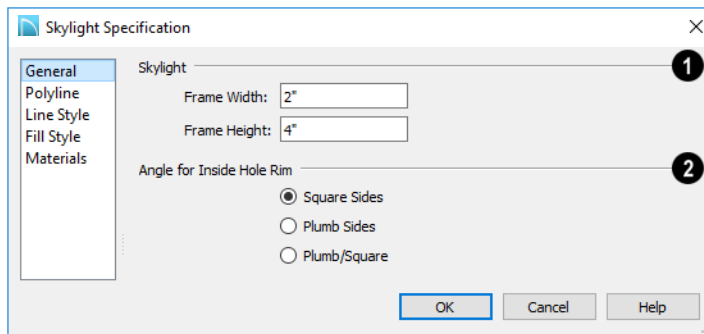 Skylight Specification
General
Polyline
Line Style
Fill Style
Materials
Skylight
1
Frame Width: 2"
Frame Height: 4"
Angle for Inside Hole Rim
2
Square Sides
Plumb Sides
Plumb/Square
OK Cancel Help